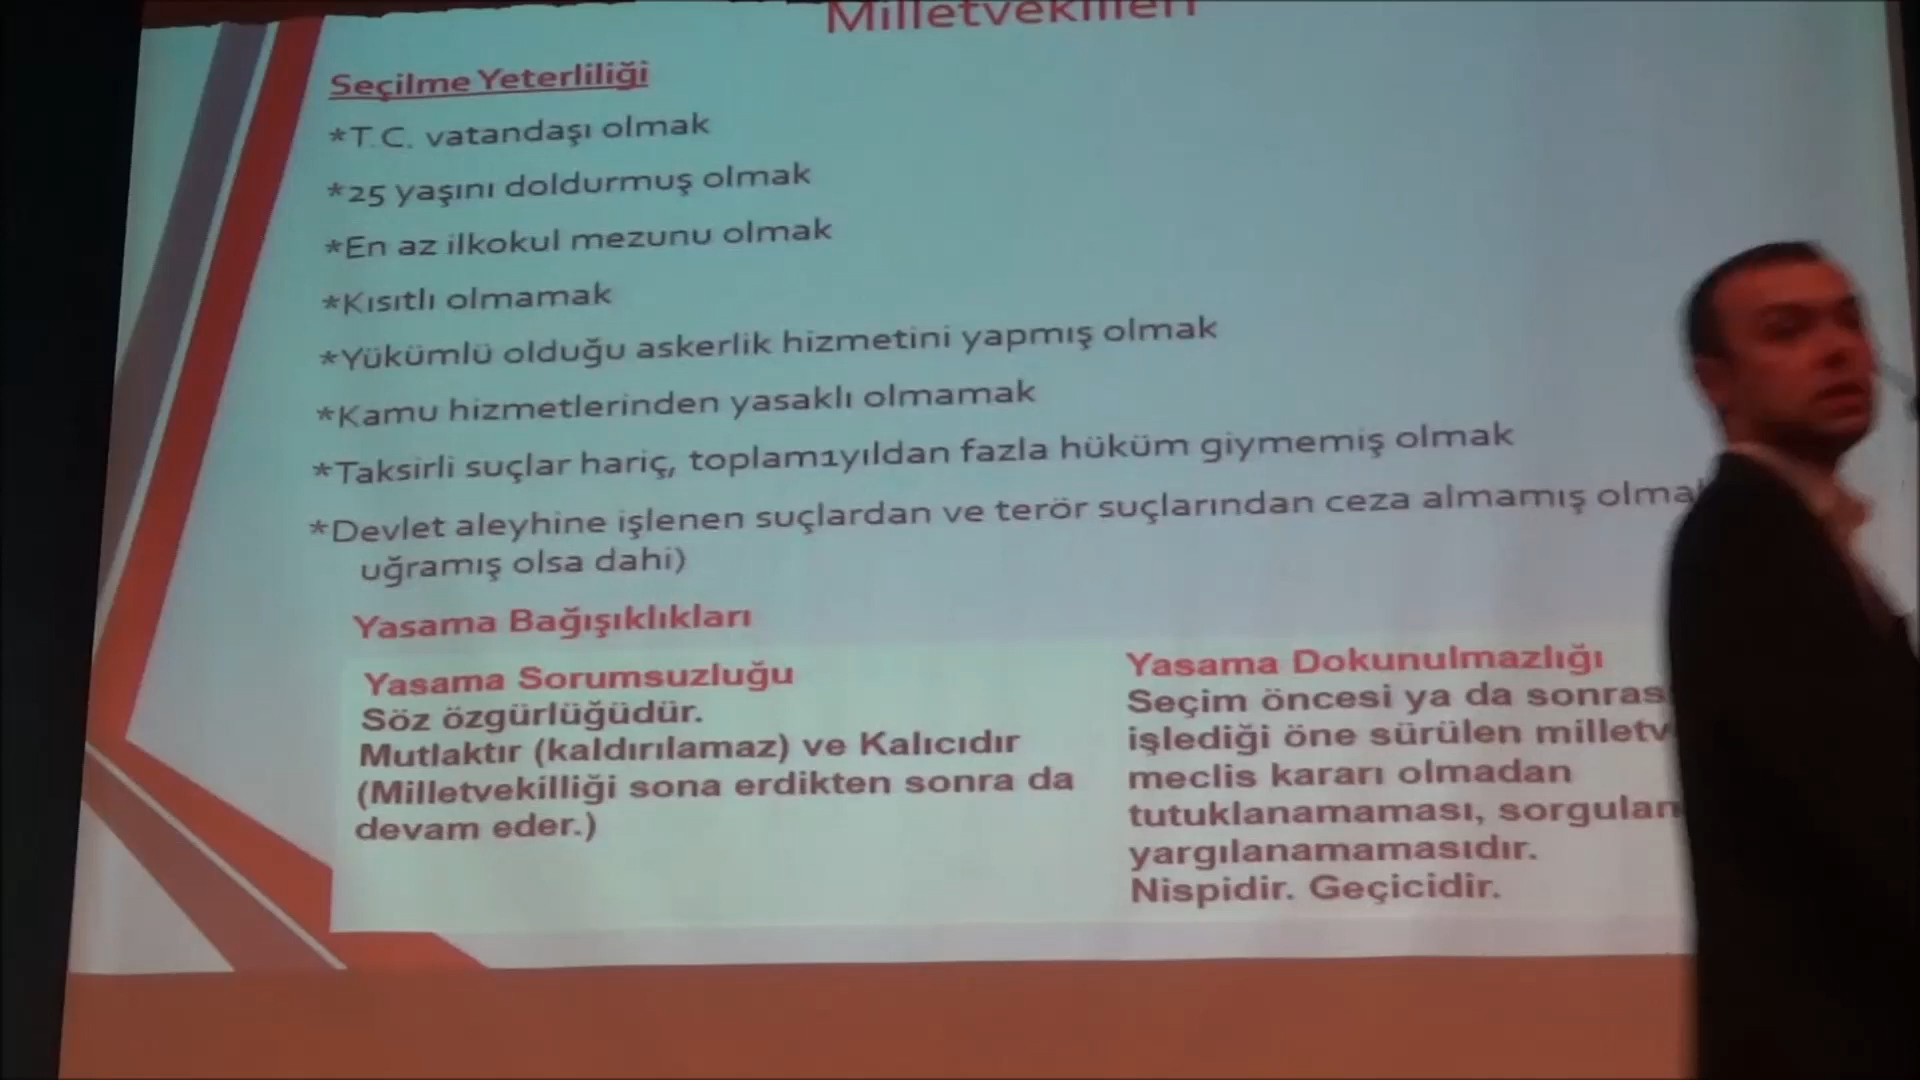 Milletvekilleri
Seçilme Yeterliliği
*T.C. vatandaşı olmak
*25 yaşını doldurmuş olmak
*En az ilkokul mezunu olmak
*Kısıtlı olmamak
*Yükümlü olduğu askerlik hizmetini yapmış olmak
*Kamu hizmetlerinden yasaklı olmamak
*Taksirli suçlar hariç, toplam1yıldan fazla hüküm giymemiş olmak
*Devlet aleyhine işlenen suçlardan ve terör suçlarından ceza almamış
uğramış olsa dahi)
Yasama Bağışıklıkları
Yasama Sorumsuzluğu
Söz özgürlüğüdür.
Mutlaktır (kaldırılamaz) ve Kalıcıdır
(Milletvekilliği sona erdikten sonra da
devam eder.)
Yasama Dokunulmazlığı
Seçim öncesi ya da
işlediği öne sürülen
meclis kararı olmadan
tutuklanamaması,
yargılanamamasıdır.
Nispidir. Geçicidir.